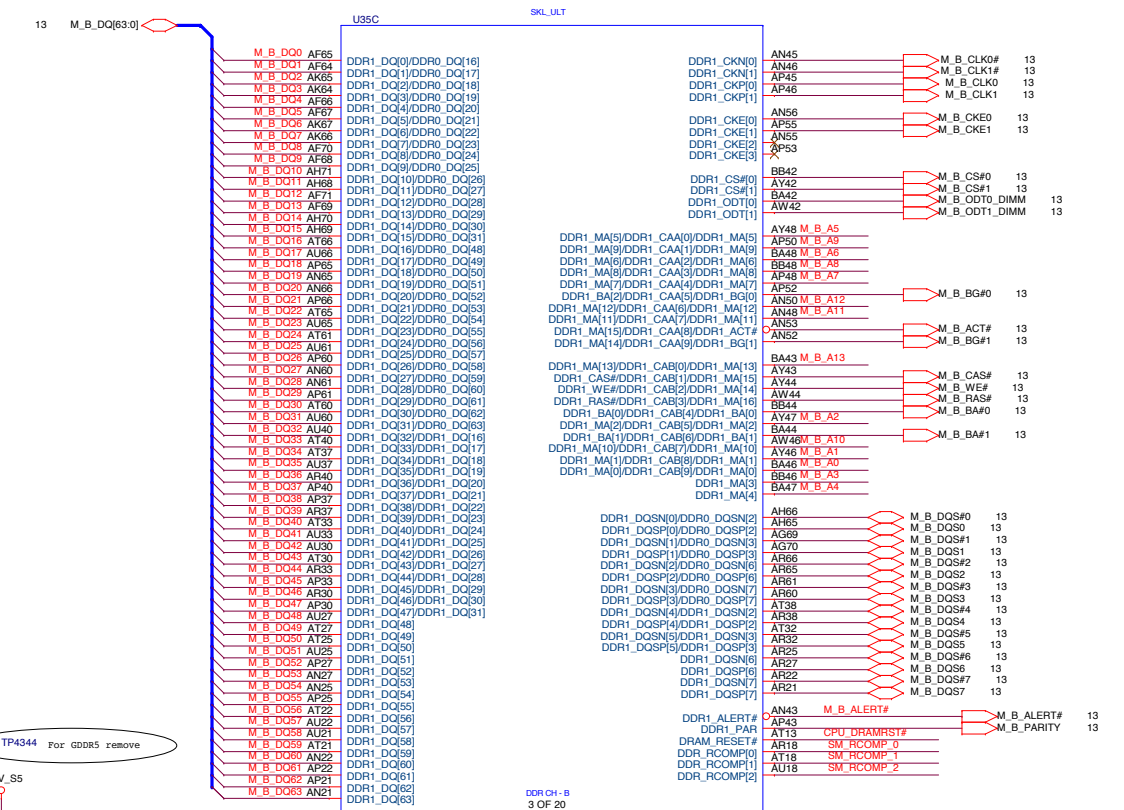 SKL_ULT
U35C
13 M_B_DQ[63:0]
M_B_DQ0 AF65 DDR1_DQ[0]/DDR0_DQ[16]
M_B_DQ1 AF64 DDR1_DQ[1]/DDR0_DQ[17]
M_B_DQ2 AK65 DDR1_DQ[2]/DDR0_DQ[18]
M_B_DQ3 AK64 DDR1_DQ[3]/DDR0_DQ[19]
M_B_DQ4 AF66 DDR1_DQ[4]/DDR0_DQ[20]
M_B_DQ5 AF67 DDR1_DQ[5]/DDR0_DQ[21]
M_B_DQ6 AK67 DDR1_DQ[6]/DDR0_DQ[22]
M_B_DQ7 AK66 DDR1_DQ[7]/DDR0_DQ[23]
M_B_DQ8 AF70 DDR1_DQ[8]/DDR0_DQ[24]
M_B_DQ9 AF68 DDR1_DQ[9]/DDR0_DQ[25]
M_B_DQ10 AH71 DDR1_DQ[10]/DDR0_DQ[26]
M_B_DQ11 AH68 DDR1_DQ[11]/DDR0_DQ[27]
M_B_DQ12 AF71 DDR1_DQ[12]/DDR0_DQ[28]
M_B_DQ13 AF69 DDR1_DQ[13]/DDR0_DQ[29]
M_B_DQ14 AH70 DDR1_DQ[14]/DDR0_DQ[30]
M_B_DQ15 AH69 DDR1_DQ[15]/DDR0_DQ[31]
M_B_DQ16 AT66 DDR1_DQ[16]/DDR0_DQ[48]
M_B_DQ17 AU66 DDR1_DQ[17]/DDR0_DQ[49]
M_B_DQ18 AP65 DDR1_DQ[18]/DDR0_DQ[50]
M_B_DQ19 AN65 DDR1_DQ[19]/DDR0_DQ[51]
M_B_DQ20 AN66 DDR1_DQ[20]/DDR0_DQ[52]
M_B_DQ21 AP66 DDR1_DQ[21]/DDR0_DQ[53]
M_B_DQ22 AT65 DDR1_DQ[22]/DDR0_DQ[54]
M_B_DQ23 AU65 DDR1_DQ[23]/DDR0_DQ[55]
M_B_DQ24 AT61 DDR1_DQ[24]/DDR0_DQ[56]
M_B_DQ25 AU61 DDR1_DQ[25]/DDR0_DQ[57]
M_B_DQ26 AP60 DDR1_DQ[26]/DDR0_DQ[58]
M_B_DQ27 AN60 DDR1_DQ[27]/DDR0_DQ[59]
M_B_DQ28 AN61 DDR1_DQ[28]/DDR0_DQ[60]
M_B_DQ29 AP61 DDR1_DQ[29]/DDR0_DQ[61]
M_B_DQ30 AT60 DDR1_DQ[30]/DDR0_DQ[62]
M_B_DQ31 AU60 DDR1_DQ[31]/DDR0_DQ[63]
M_B_DQ32 AU40 DDR1_DQ[32]/DDR1_DQ[16]
M_B_DQ33 AT40 DDR1_DQ[33]/DDR1_DQ[17]
M_B_DQ34 AT37 DDR1_DQ[34]/DDR1_DQ[18]
M_B_DQ35 AU37 DDR1_DQ[35]/DDR1_DQ[19]
M_B_DQ36 AR40 DDR1_DQ[36]/DDR1_DQ[20]
M_B_DQ37 AP40 DDR1_DQ[37]/DDR1_DQ[21]
M_B_DQ38 AP37 DDR1_DQ[38]/DDR1_DQ[22]
M_B_DQ39 AR37 DDR1_DQ[39]/DDR1_DQ[23]
M_B_DQ40 AT33 DDR1_DQ[40]/DDR1_DQ[24]
M_B_DQ41 AU33 DDR1_DQ[41]/DDR1_DQ[25]
M_B_DQ42 AU30 DDR1_DQ[42]/DDR1_DQ[26]
M_B_DQ43 AT30 DDR1_DQ[43]/DDR1_DQ[27]
M_B_DQ44 AR33 DDR1_DQ[44]/DDR1_DQ[28]
M_B_DQ45 AP33 DDR1_DQ[45]/DDR1_DQ[29]
M_B_DQ46 AR30 DDR1_DQ[46]/DDR1_DQ[30]
M_B_DQ47 AP30 DDR1_DQ[47]/DDR1_DQ[31]
M_B_DQ48 AU27 DDR1_DQ[48]
M_B_DQ49 AT27 DDR1_DQ[49]
M_B_DQ50 AT25 DDR1_DQ[50]
M_B_DQ51 AU25 DDR1_DQ[51]
M_B_DQ52 AP27 DDR1_DQ[52]
M_B_DQ53 AN27 DDR1_DQ[53]
M_B_DQ54 AN25 DDR1_DQ[54]
M_B_DQ55 AP25 DDR1_DQ[55]
M_B_DQ56 AT22 DDR1_DQ[56]
M_B_DQ57 AU22 DDR1_DQ[57]
M_B_DQ58 AU21 DDR1_DQ[58]
M_B_DQ59 AT21 DDR1_DQ[59]
M_B_DQ60 AN22 DDR1_DQ[60]
M_B_DQ61 AP22 DDR1_DQ[61]
M_B_DQ62 AP21 DDR1_DQ[62]
M_B_DQ63 AN21 DDR1_DQ[63]
DDR1_CKN[0] AN45 M_B_CLK0# 13
DDR1_CKN[1] AN46 M_B_CLK1# 13
DDR1_CKP[0] AP45 M_B_CLK0 13
DDR1_CKP[1] AP46 M_B_CLK1 13
DDR1_CKE[0] AN56 M_B_CKE0 13
DDR1_CKE[1] AP55 M_B_CKE1 13
DDR1_CKE[2] AN55
DDR1_CKE[3] AP53
DDR1_CS#[0] BB42 M_B_CS#0 13
DDR1_CS#[1] AY42 M_B_CS#1 13
DDR1_ODT[0] BA42 M_B_ODT0_DIMM 13
DDR1_ODT[1] AW42 M_B_ODT1_DIMM 13
DDR1_MA[5]/DDR1_CAA[0]/DDR1_MA[5] AY48 M_B_A5
DDR1_MA[9]/DDR1_CAA[1]/DDR1_MA[9] AP50 M_B_A9
DDR1_MA[6]/DDR1_CAA[2]/DDR1_MA[6] BA48 M_B_A6
DDR1_MA[8]/DDR1_CAA[3]/DDR1_MA[8] BB48 M_B_A8
DDR1_MA[7]/DDR1_CAA[4]/DDR1_MA[7] AP48 M_B_A7
DDR1_BA[2]/DDR1_CAA[5]/DDR1_BG[0] AP52 M_B_BG#0 13
DDR1_MA[12]/DDR1_CAA[6]/DDR1_MA[12] AN50 M_B_A12
DDR1_MA[11]/DDR1_CAA[7]/DDR1_MA[11] AN48 M_B_A11
DDR1_MA[15]/DDR1_CAA[8]/DDR1_ACT# AN53 M_B_ACT# 13
DDR1_MA[14]/DDR1_CAA[9]/DDR1_BG[1] AN52 M_B_BG#1 13
DDR1_MA[13]/DDR1_CAB[0]/DDR1_MA[13] BA43 M_B_A13
DDR1_CAS#/DDR1_CAB[1]/DDR1_MA[15] AY43 M_B_CAS# 13
DDR1_WE#/DDR1_CAB[2]/DDR1_MA[14] AY44 M_B_WE# 13
DDR1_RAS#/DDR1_CAB[3]/DDR1_MA[16] AW44 M_B_RAS# 13
DDR1_BA[0]/DDR1_CAB[4]/DDR1_BA[0] BB44 M_B_BA#0 13
DDR1_MA[2]/DDR1_CAB[5]/DDR1_MA[2] AY47 M_B_A2
DDR1_BA[1]/DDR1_CAB[6]/DDR1_BA[1] BA44 M_B_BA#1 13
DDR1_MA[10]/DDR1_CAB[7]/DDR1_MA[10] AW46 M_B_A10
DDR1_MA[1]/DDR1_CAB[8]/DDR1_MA[1] AY46 M_B_A1
DDR1_MA[0]/DDR1_CAB[9]/DDR1_MA[0] BA46 M_B_A0
DDR1_MA[3] BB46 M_B_A3
DDR1_MA[4] BA47 M_B_A4
DDR1_DQSN[0]/DDR0_DQSN[2] AH66 M_B_DQS#0 13
DDR1_DQSP[0]/DDR0_DQSP[2] AH65 M_B_DQS0 13
DDR1_DQSN[1]/DDR0_DQSN[3] AG69 M_B_DQS#1 13
DDR1_DQSP[1]/DDR0_DQSP[3] AG70 M_B_DQS1 13
DDR1_DQSN[2]/DDR0_DQSN[6] AR66 M_B_DQS#2 13
DDR1_DQSP[2]/DDR0_DQSP[6] AR65 M_B_DQS2 13
DDR1_DQSN[3]/DDR0_DQSN[7] AR61 M_B_DQS#3 13
DDR1_DQSP[3]/DDR0_DQSP[7] AR60 M_B_DQS3 13
DDR1_DQSN[4]/DDR1_DQSN[2] AT38 M_B_DQS#4 13
DDR1_DQSP[4]/DDR1_DQSP[2] AR38 M_B_DQS4 13
DDR1_DQSN[5]/DDR1_DQSN[3] AT32 M_B_DQS#5 13
DDR1_DQSP[5]/DDR1_DQSP[3] AR32 M_B_DQS5 13
DDR1_DQSN[6] AR25 M_B_DQS#6 13
DDR1_DQSP[6] AR27 M_B_DQS6 13
DDR1_DQSN[7] AR22 M_B_DQS#7 13
DDR1_DQSP[7] AR21 M_B_DQS7 13
DDR1_ALERT# AN43 M_B_ALERT# M_B_ALERT# 13
DDR1_PAR AP43 M_B_PARITY 13
DRAM_RESET# AT13 CPU_DRAMRST#
DDR_RCOMP[0] AR18 SM_RCOMP_0
DDR_RCOMP[1] AT18 SM_RCOMP_1
DDR_RCOMP[2] AU18 SM_RCOMP_2
TP4344 For GDDR5 remove
V_S5
DDR CH - B
3 OF 20